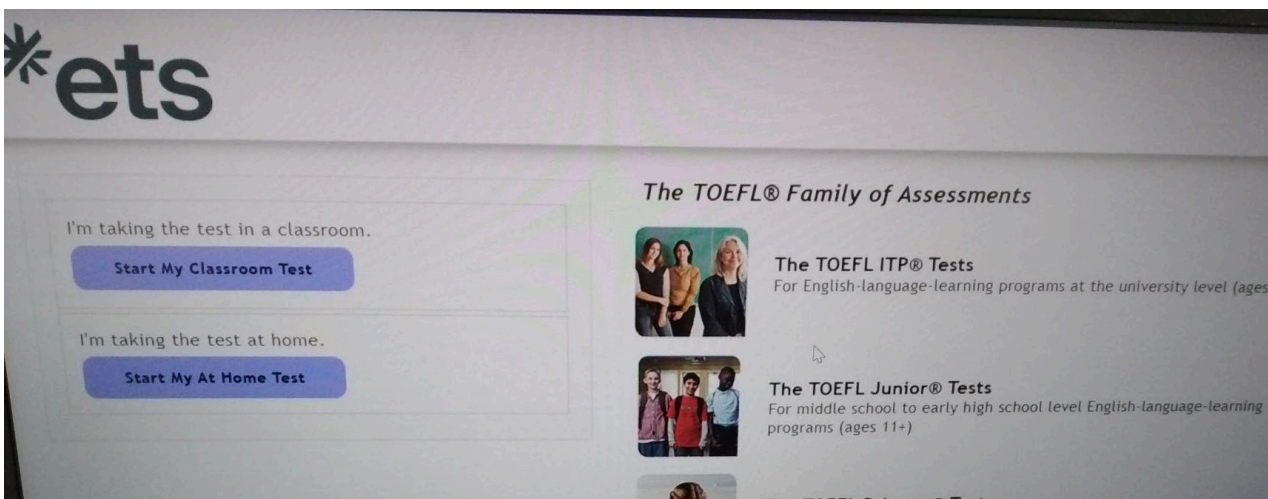 *ets
I'm taking the test in a classroom.
Start My Classroom Test
I'm taking the test at home.
Start My At Home Test
The TOEFL® Family of Assessments
The TOEFL ITP® Tests
For English-language-learning programs at the university level (ages
The TOEFL Junior® Tests
For middle school to early high school level English-language-learning
programs (ages 11+)